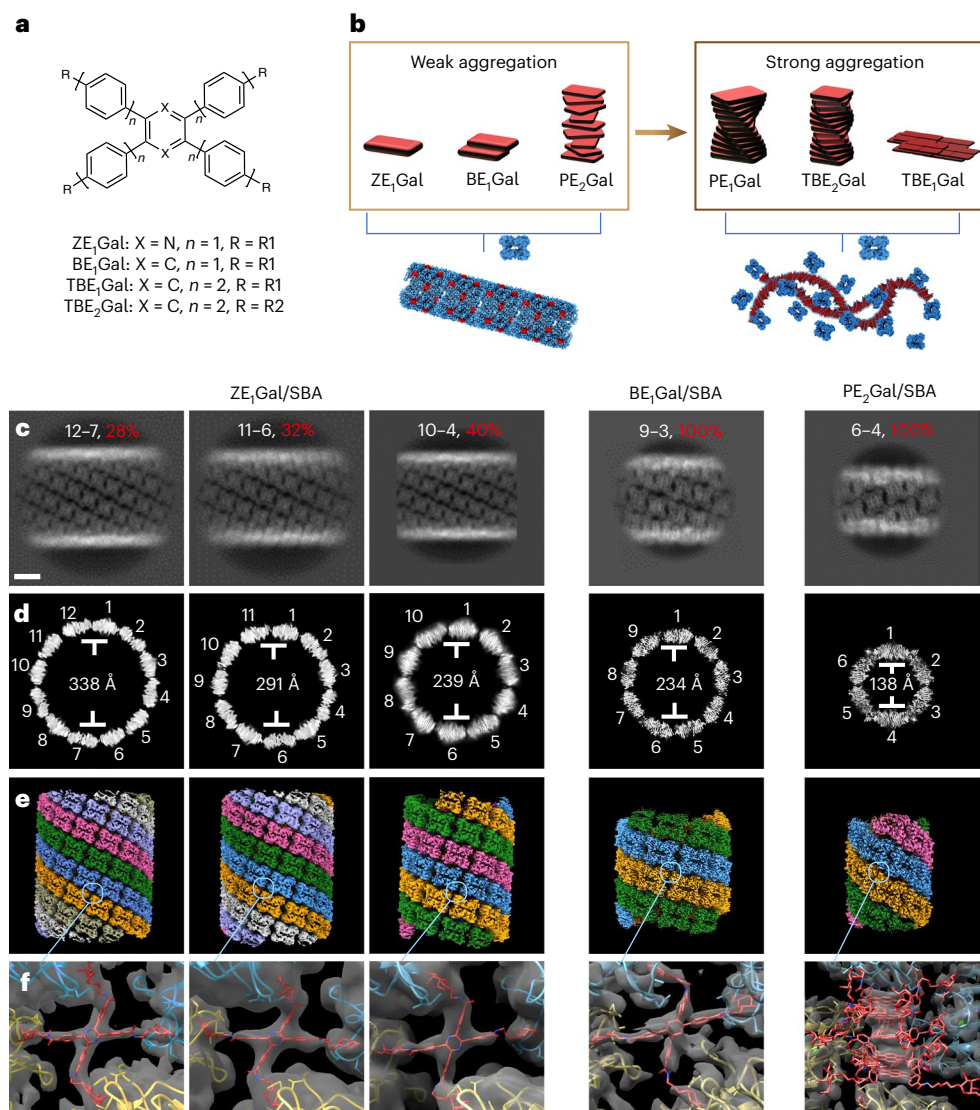 a
R
R
R
R
n
n
n
n
X
X
ZE₁Gal: X = N, n = 1, R = R1
BE₁Gal: X = C, n = 1, R = R1
TBE₁Gal: X = C, n = 2, R = R1
TBE₂Gal: X = C, n = 2, R = R2
b
Weak aggregation
ZE₁Gal BE₁Gal PE₂Gal
Strong aggregation
PE₁Gal TBE₂Gal TBE₁Gal
ZE₁Gal/SBA BE₁Gal/SBA PE₂Gal/SBA
c
12–7, 28% 11–6, 32% 10–4, 40% 9–3, 100% 6–4, 100%
d
12 1 2 3 4 5 6 7 8 9 10 11
338 Å
11 1 2 3 4 5 6 7 8 9 10
291 Å
10 1 2 3 4 5 6 7 8 9
239 Å
9 1 2 3 4 5 6 7 8
234 Å
1 2 3 4 5 6
138 Å
e
f